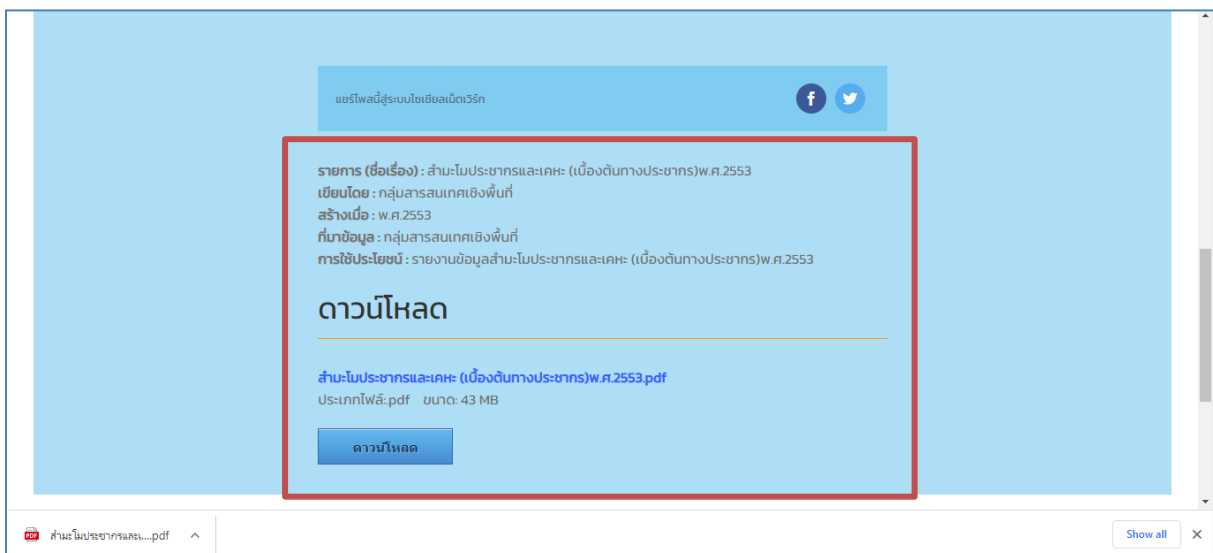 แชร์โพสนี้สู่ระบบโซเชียลเน็ตเวิร์ก
รายการ (ชื่อเรื่อง) : สำมะโมประชากรและเคหะ (เบื้องต้นทางประชากร)พ.ศ.2553
เขียนโดย : กลุ่มสารสนเทศเชิงพื้นที่
สร้างเมื่อ : พ.ศ.2553
ที่มาข้อมูล : กลุ่มสารสนเทศเชิงพื้นที่
การใช้ประโยชน์ : รายงานข้อมูลสำมะโมประชากรและเคหะ (เบื้องต้นทางประชากร)พ.ศ.2553
ดาวน์โหลด
สำมะโมประชากรและเคหะ (เบื้องต้นทางประชากร)พ.ศ.2553.pdf
ประเภทไฟล์:.pdf ขนาด: 43 MB
ดาวน์โหลด
PDF สำมะโมประชากรและเ....pdf Show all